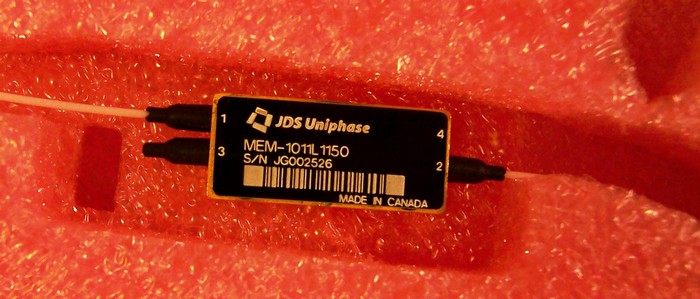 1 JDS Uniphase 4
3 MEM-1011L1150 2
S/N JG002526
MADE IN CANADA